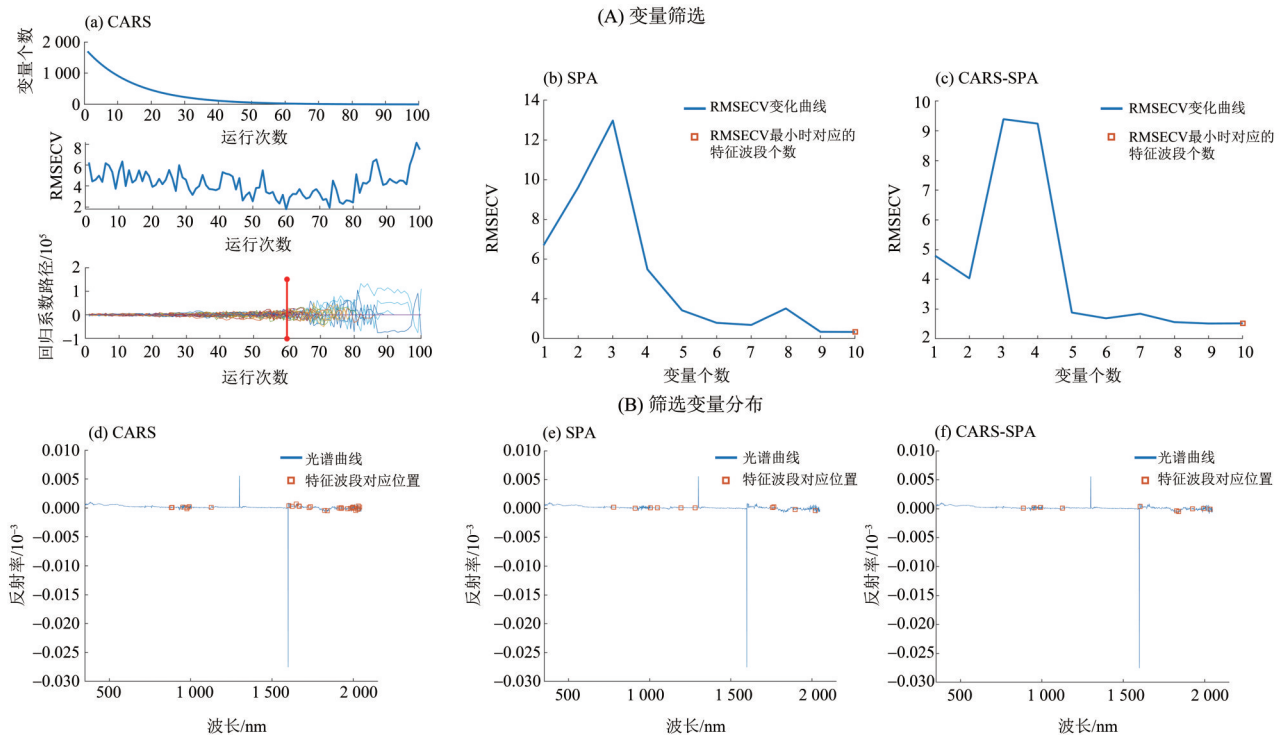 (A) 变量筛选
(a) CARS
变量个数
2 000
1 000
0
0 10 20 30 40 50 60 70 80 90 100
运行次数
RMSECV
8
6
4
2
0 10 20 30 40 50 60 70 80 90 100
运行次数
回归系数路径/10⁵
2
1
0
−1
0 10 20 30 40 50 60 70 80 90 100
运行次数
(b) SPA
RMSECV变化曲线
RMSECV最小时对应的
特征波段个数
RMSECV
14
12
10
8
6
4
2
0
1 2 3 4 5 6 7 8 9 10
变量个数
(c) CARS-SPA
RMSECV变化曲线
RMSECV最小时对应的
特征波段个数
RMSECV
10
9
8
7
6
5
4
3
2
1 2 3 4 5 6 7 8 9 10
变量个数
(B) 筛选变量分布
(d) CARS
光谱曲线
特征波段对应位置
反射率/10⁻³
0.010
0.005
0.000
−0.005
−0.010
−0.015
−0.020
−0.025
−0.030
500 1 000 1 500 2 000
波长/nm
(e) SPA
光谱曲线
特征波段对应位置
反射率/10⁻³
0.010
0.005
0.000
−0.005
−0.010
−0.015
−0.020
−0.025
−0.030
500 1 000 1 500 2 000
波长/nm
(f) CARS-SPA
光谱曲线
特征波段对应位置
反射率/10⁻³
0.010
0.005
0.000
−0.005
−0.010
−0.015
−0.020
−0.025
−0.030
500 1 000 1 500 2 000
波长/nm